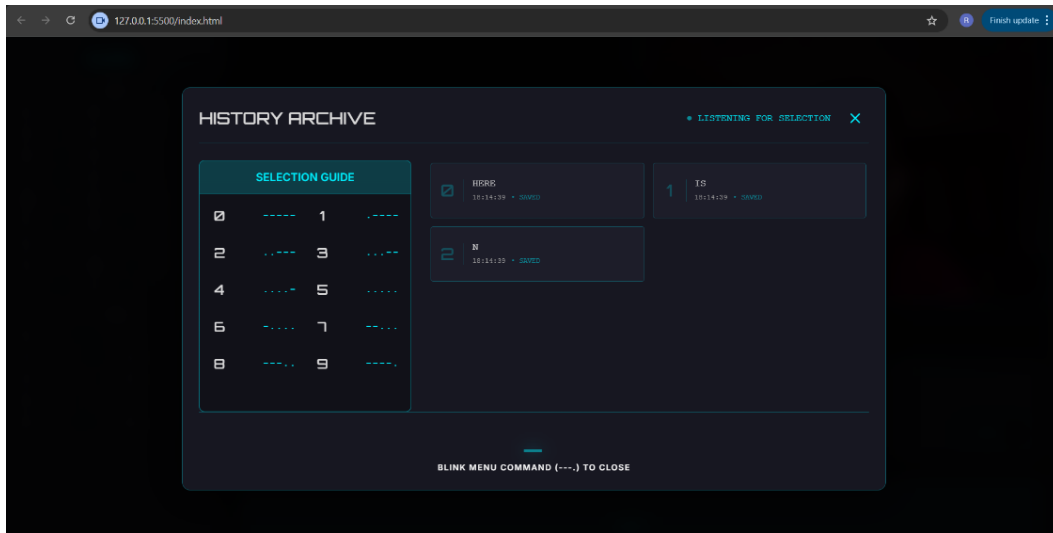 127.0.0.1:5500/index.html
R
Finish update
HISTORY ARCHIVE
LISTENING FOR SELECTION
SELECTION GUIDE
0 ----- 1 .----
2 ..--- 3 ...--
4 ....- 5 .....
6 -.... 7 --...
8 ---.. 9 ----.
0 HERE
18:14:39 • SAVED
1 IS
18:14:39 • SAVED
2 N
18:14:39 • SAVED
BLINK MENU COMMAND (---.) TO CLOSE